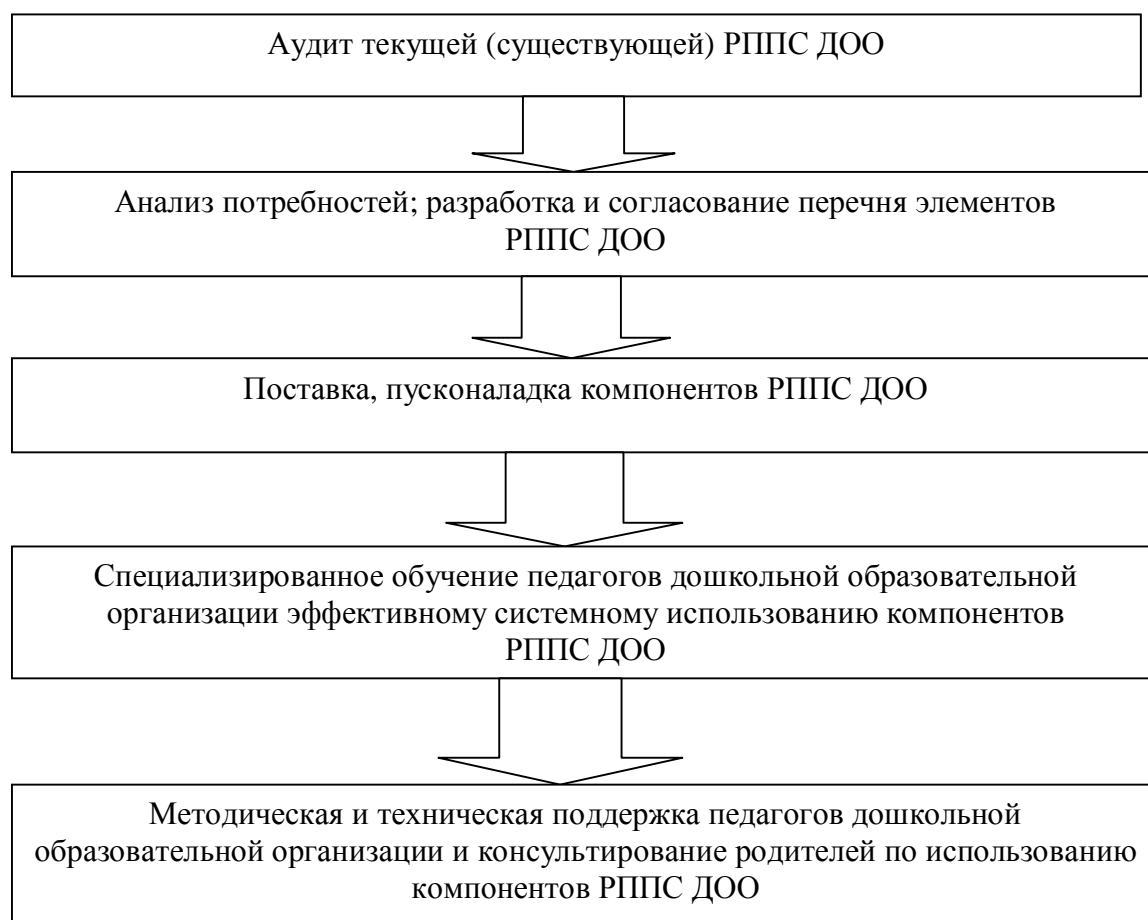 Аудит текущей (существующей) РППС ДОО
Анализ потребностей; разработка и согласование перечня элементов
РППС ДОО
Поставка, пусконаладка компонентов РППС ДОО
Специализированное обучение педагогов дошкольной образовательной
организации эффективному системному использованию компонентов
РППС ДОО
Методическая и техническая поддержка педагогов дошкольной
образовательной организации и консультирование родителей по использованию
компонентов РППС ДОО